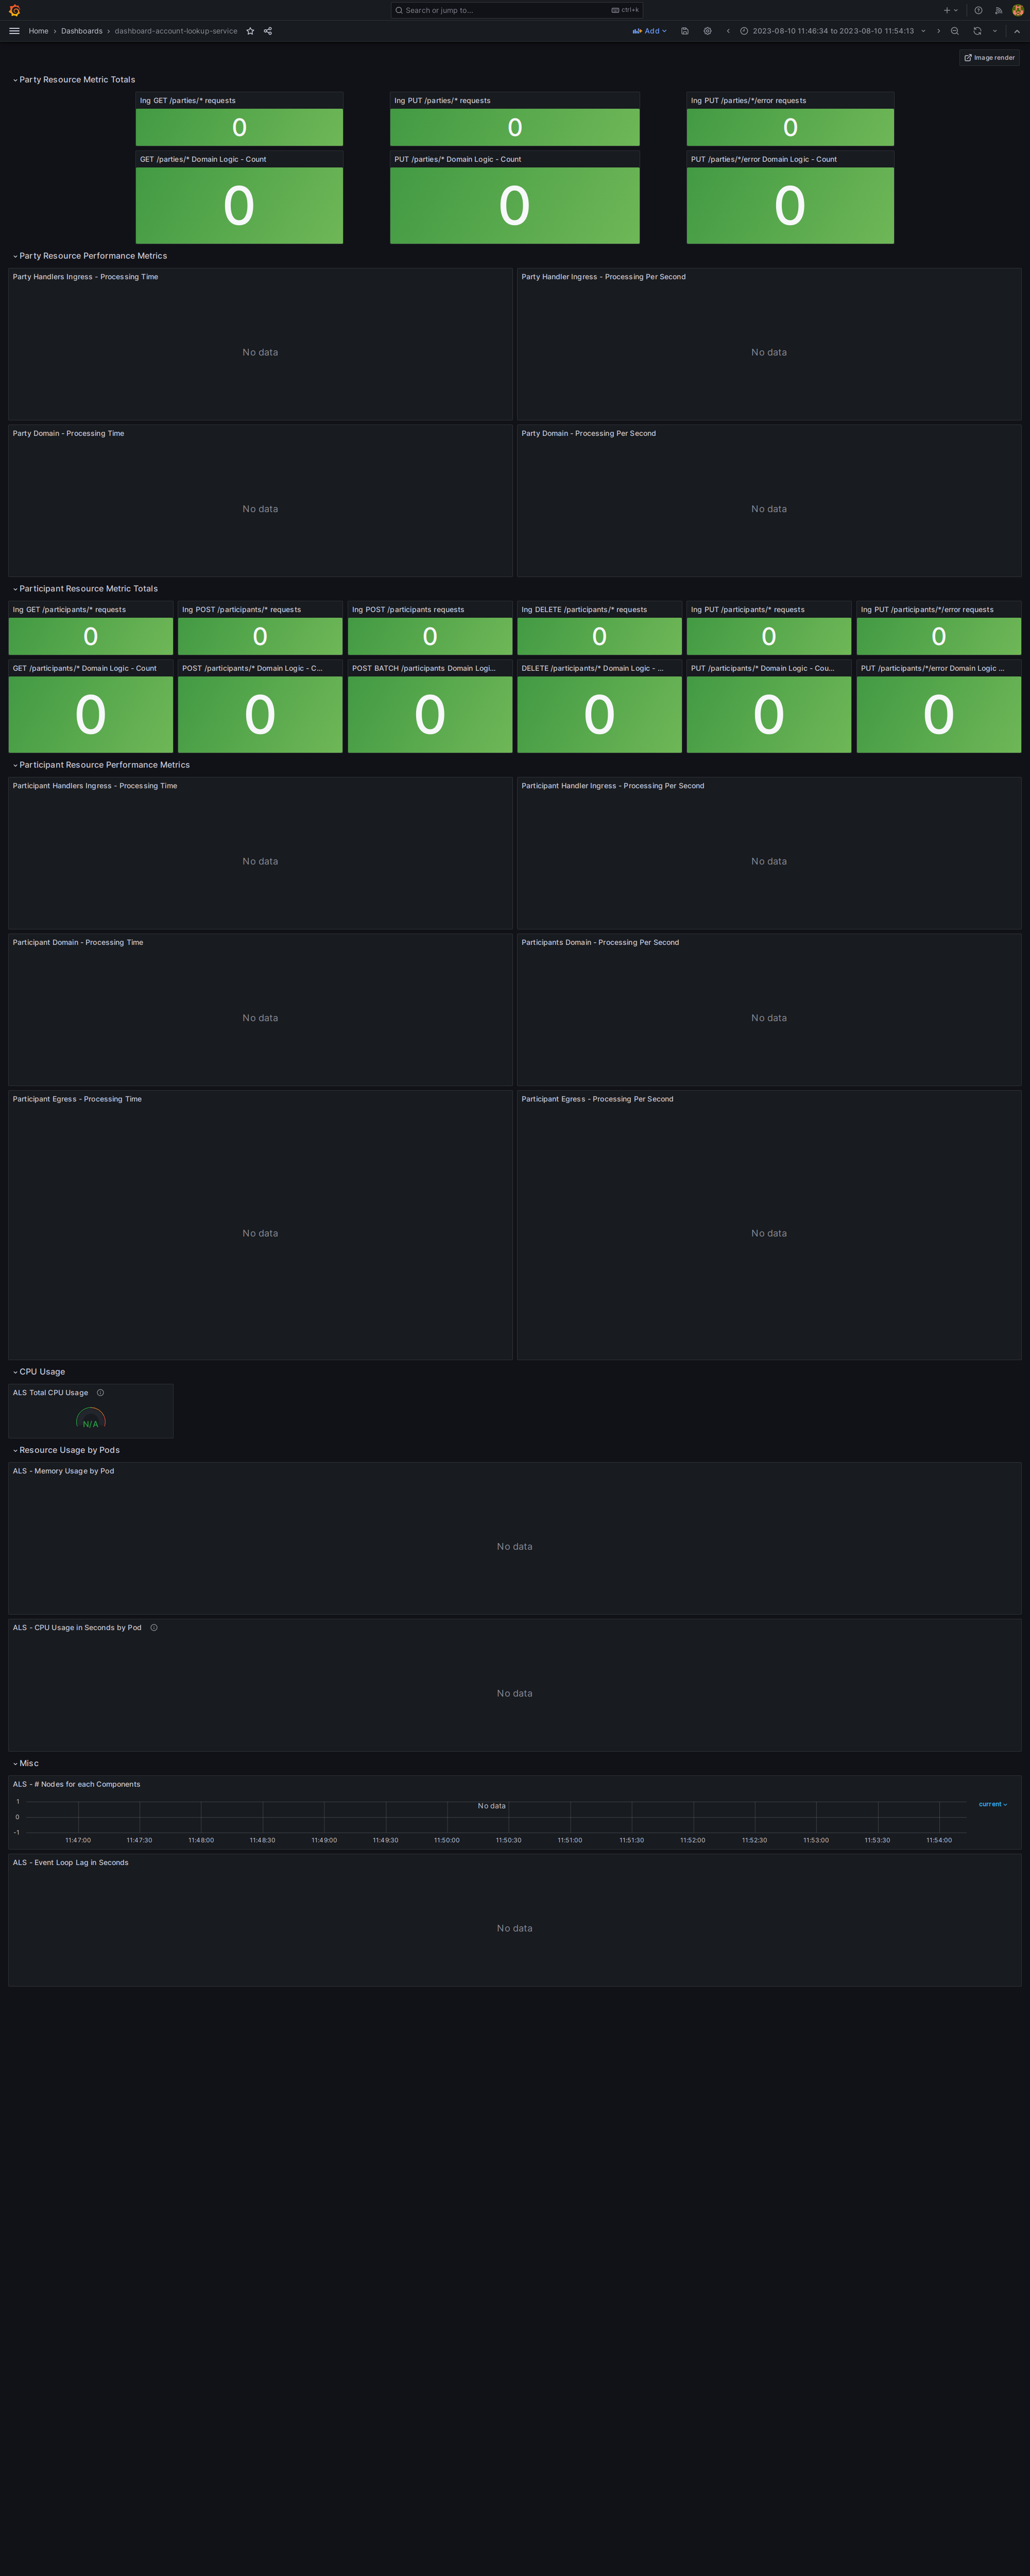 Search or jump to...
ctrl+k
Home
Dashboards
dashboard-account-lookup-service
Add
2023-08-10 11:46:34 to 2023-08-10 11:54:13
Image render
Party Resource Metric Totals
Ing GET /parties/* requests
Ing PUT /parties/* requests
Ing PUT /parties/*/error requests
0
0
0
GET /parties/* Domain Logic - Count
PUT /parties/* Domain Logic - Count
PUT /parties/*/error Domain Logic - Count
0
0
0
Party Resource Performance Metrics
Party Handlers Ingress - Processing Time
Party Handler Ingress - Processing Per Second
No data
No data
Party Domain - Processing Time
Party Domain - Processing Per Second
No data
No data
Participant Resource Metric Totals
Ing GET /participants/* requests
Ing POST /participants/* requests
Ing POST /participants requests
Ing DELETE /participants/* requests
Ing PUT /participants/* requests
Ing PUT /participants/*/error requests
0
0
0
0
0
0
GET /participants/* Domain Logic - Count
POST /participants/* Domain Logic - C...
POST BATCH /participants Domain Logi...
DELETE /participants/* Domain Logic - ...
PUT /participants/* Domain Logic - Cou...
PUT /participants/*/error Domain Logic ...
0
0
0
0
0
0
Participant Resource Performance Metrics
Participant Handlers Ingress - Processing Time
Participant Handler Ingress - Processing Per Second
No data
No data
Participant Domain - Processing Time
Participants Domain - Processing Per Second
No data
No data
Participant Egress - Processing Time
Participant Egress - Processing Per Second
No data
No data
CPU Usage
ALS Total CPU Usage
N/A
Resource Usage by Pods
ALS - Memory Usage by Pod
No data
ALS - CPU Usage in Seconds by Pod
No data
Misc
ALS - # Nodes for each Components
1
0
-1
No data
current
11:47:00
11:47:30
11:48:00
11:48:30
11:49:00
11:49:30
11:50:00
11:50:30
11:51:00
11:51:30
11:52:00
11:52:30
11:53:00
11:53:30
11:54:00
ALS - Event Loop Lag in Seconds
No data